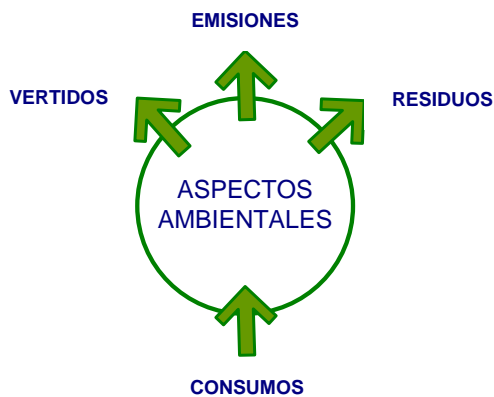 EMISIONES
VERTIDOS
RESIDUOS
ASPECTOS
AMBIENTALES
CONSUMOS